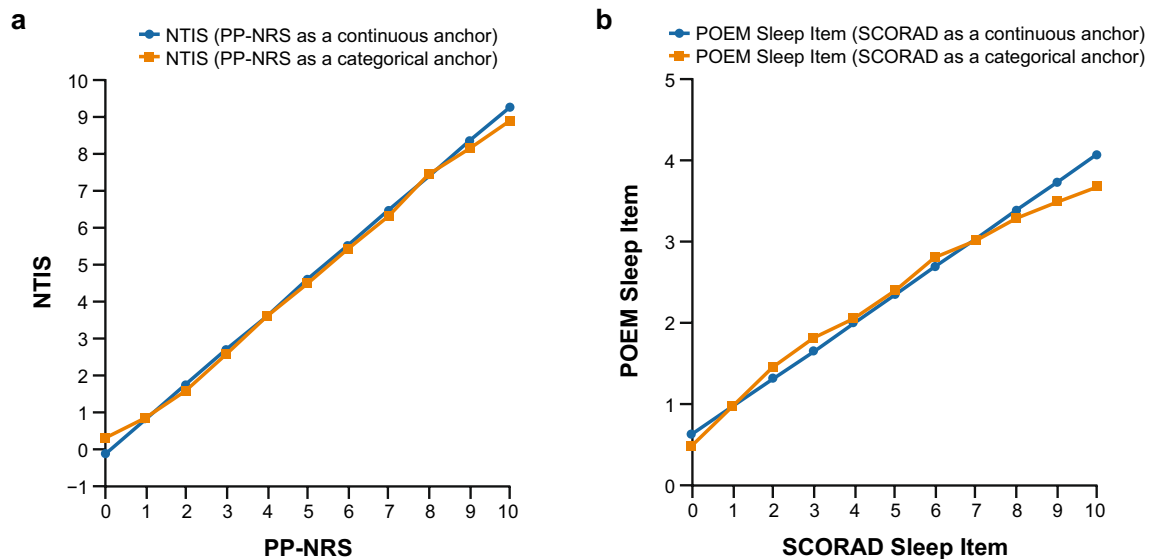 a
NTIS (PP-NRS as a continuous anchor)
NTIS (PP-NRS as a categorical anchor)
10
9
8
7
6
5
4
3
2
1
0
−1
NTIS
0 1 2 3 4 5 6 7 8 9 10
PP-NRS
b
POEM Sleep Item (SCORAD as a continuous anchor)
POEM Sleep Item (SCORAD as a categorical anchor)
5
4
3
2
1
0
POEM Sleep Item
0 1 2 3 4 5 6 7 8 9 10
SCORAD Sleep Item